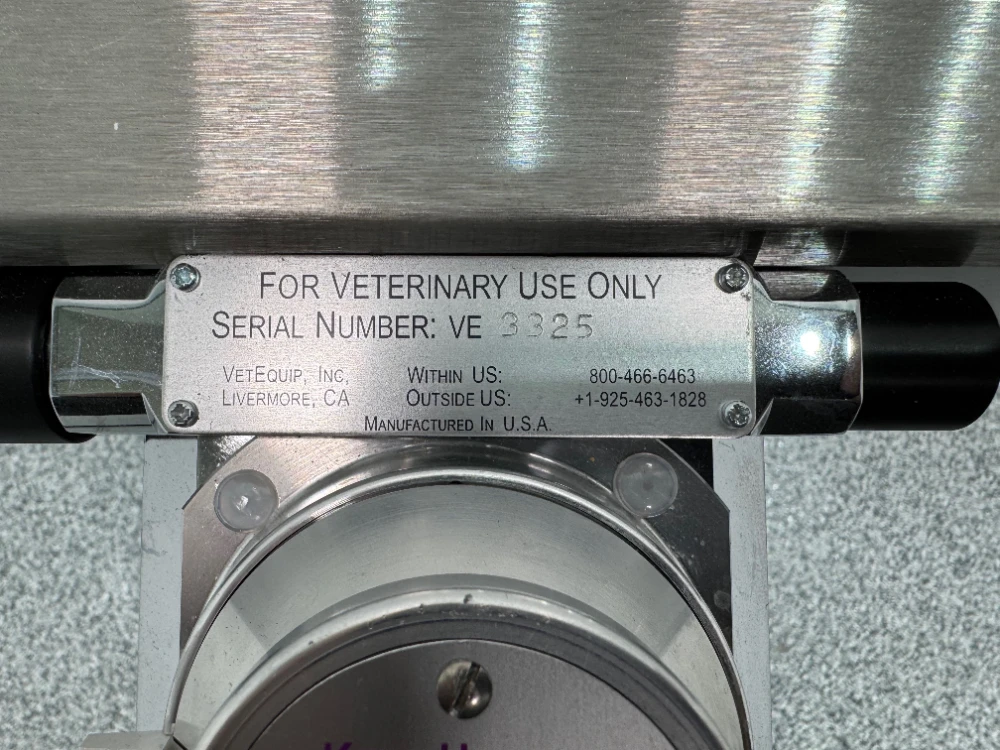 FOR VETERINARY USE ONLY
SERIAL NUMBER: VE 3325
VETEQUIP, INC, WITHIN US: 800-466-6463
LIVERMORE, CA OUTSIDE US: +1-925-463-1828
MANUFACTURED IN U.S.A.